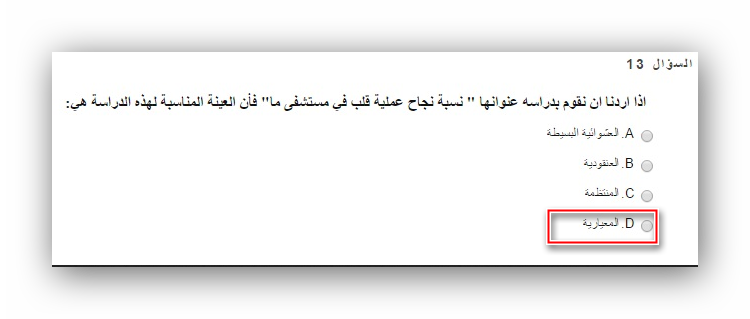 السؤال 13
اذا اردنا ان نقوم بدراسه عنوانها " نسبة نجاح عملية قلب في مستشفى ما" فأن العينة المناسبة لهذه الدراسة هي:
A. العشوائية البسيطة
B. العنقودية
C. المنتظمة
D. المعيارية